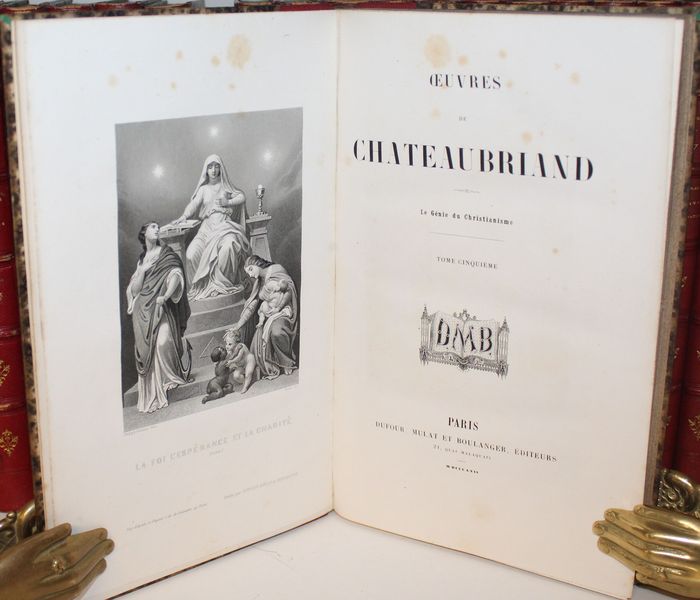 LA FOI L'ESPÉRANCE ET LA CHARITÉ
ŒUVRES
DE
CHATEAUBRIAND
Le Génie du Christianisme
TOME CINQUIEME
DMB
PARIS
DUFOUR MULAT ET BOULANGER, ÉDITEURS
21, QUAI MALAQUAIS